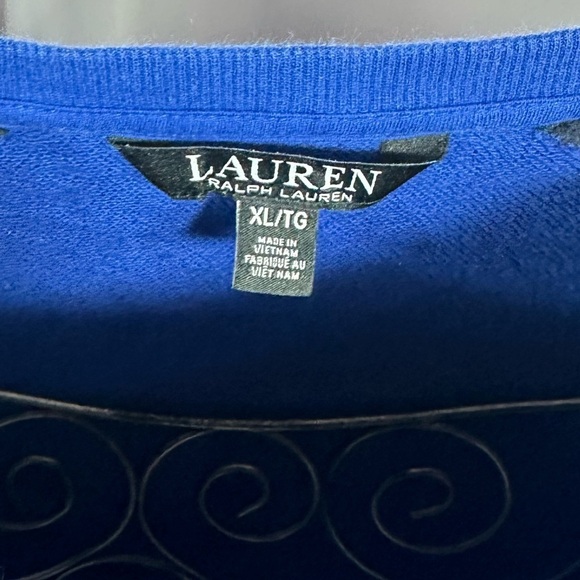 LAUREN
RALPH LAUREN
XL/TG
MADE IN
VIETNAM
FABRIQUÉ AU
VIÊT NAM